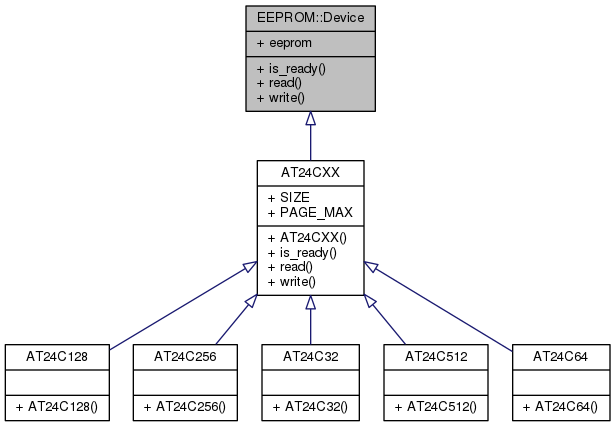 EEPROM::Device
+ eeprom
+ is_ready()
+ read()
+ write()
AT24CXX
+ SIZE
+ PAGE_MAX
+ AT24CXX()
+ is_ready()
+ read()
+ write()
AT24C128
+ AT24C128()
AT24C256
+ AT24C256()
AT24C32
+ AT24C32()
AT24C512
+ AT24C512()
AT24C64
+ AT24C64()